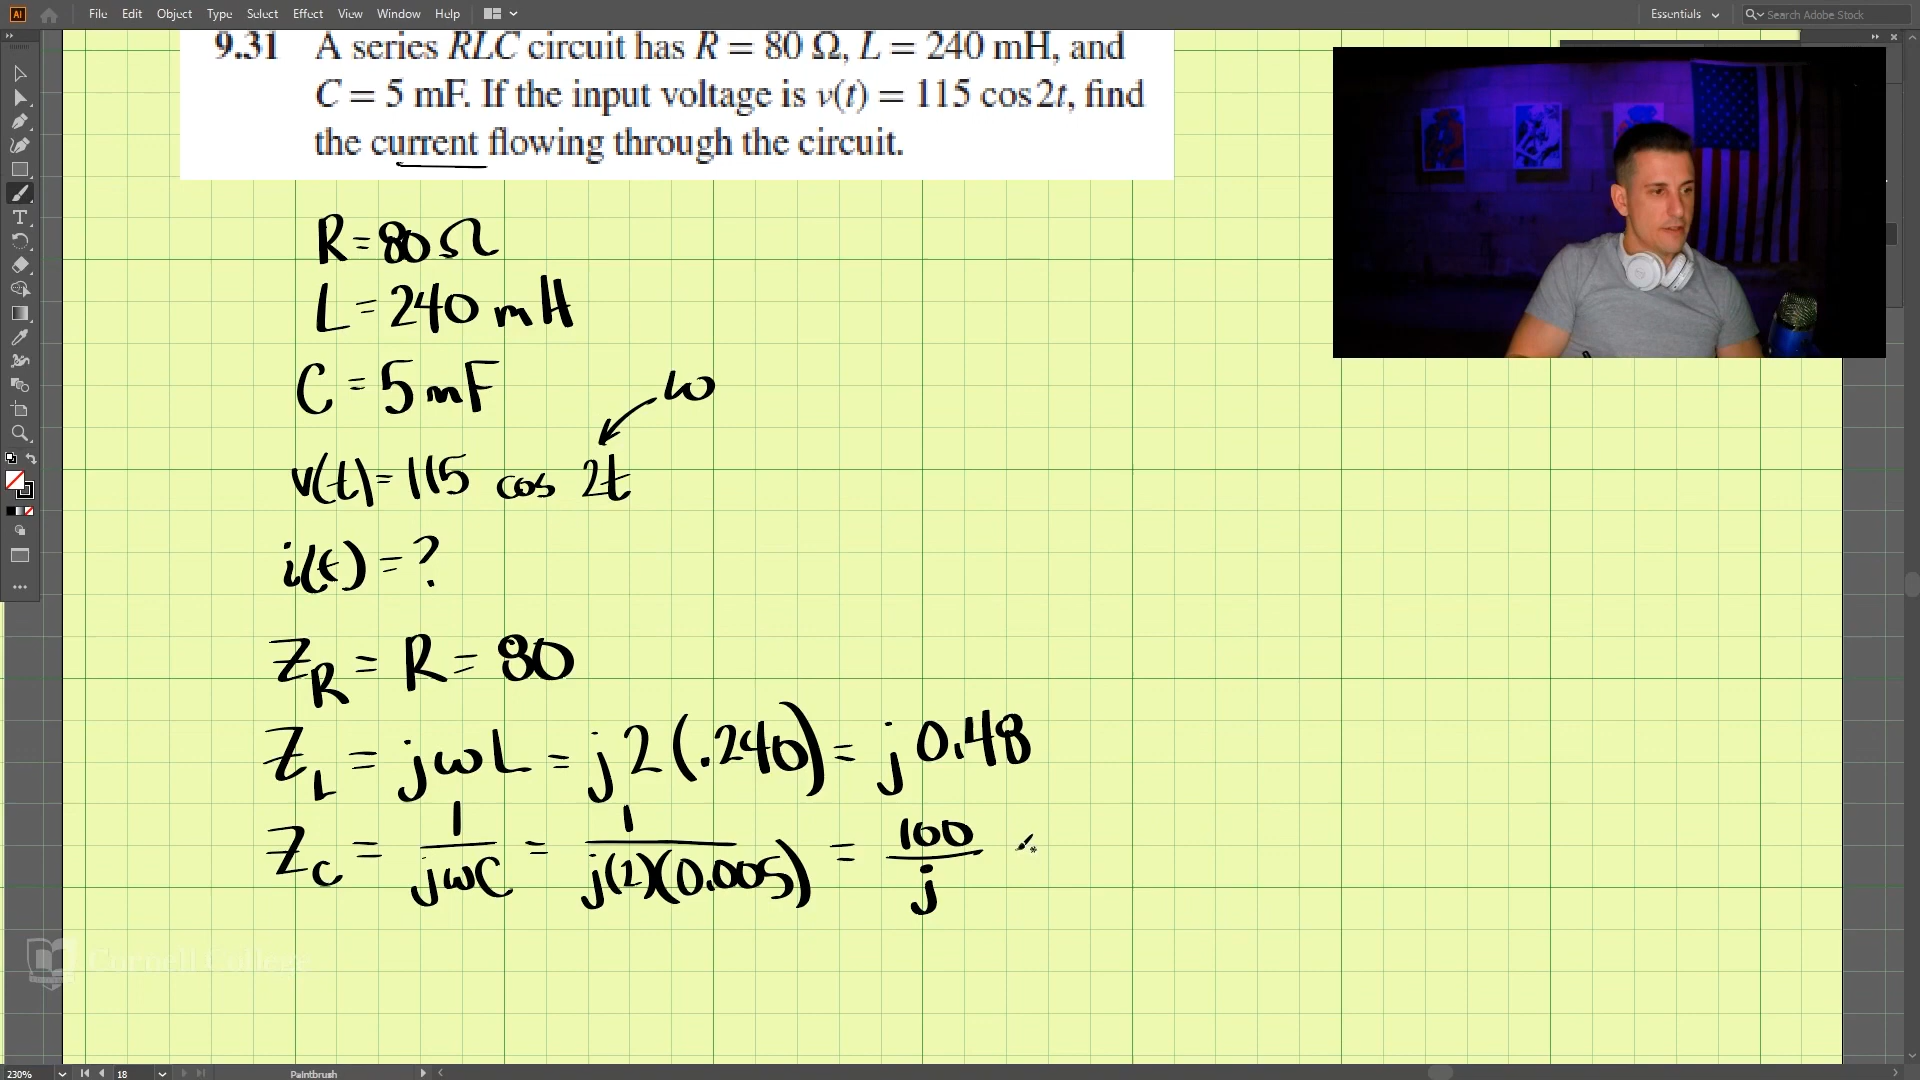 Ai File Edit Object Type Select Effect View Window Help Essentials Search Adobe Stock
9.31 A series RLC circuit has R = 80 Ω, L = 240 mH, and
C = 5 mF. If the input voltage is v(t) = 115 cos 2t, find
the current flowing through the circuit.
R = 80 Ω
L = 240 mH
C = 5 mF
ω
v(t) = 115 cos 2t
i(t) = ?
Z_R = R = 80
Z_L = jωL = j2(.240) = j0.48
Z_C = 1/jωC = 1/j(2)(0.005) = 100/j
Cornell College
230% 18 Paintbrush